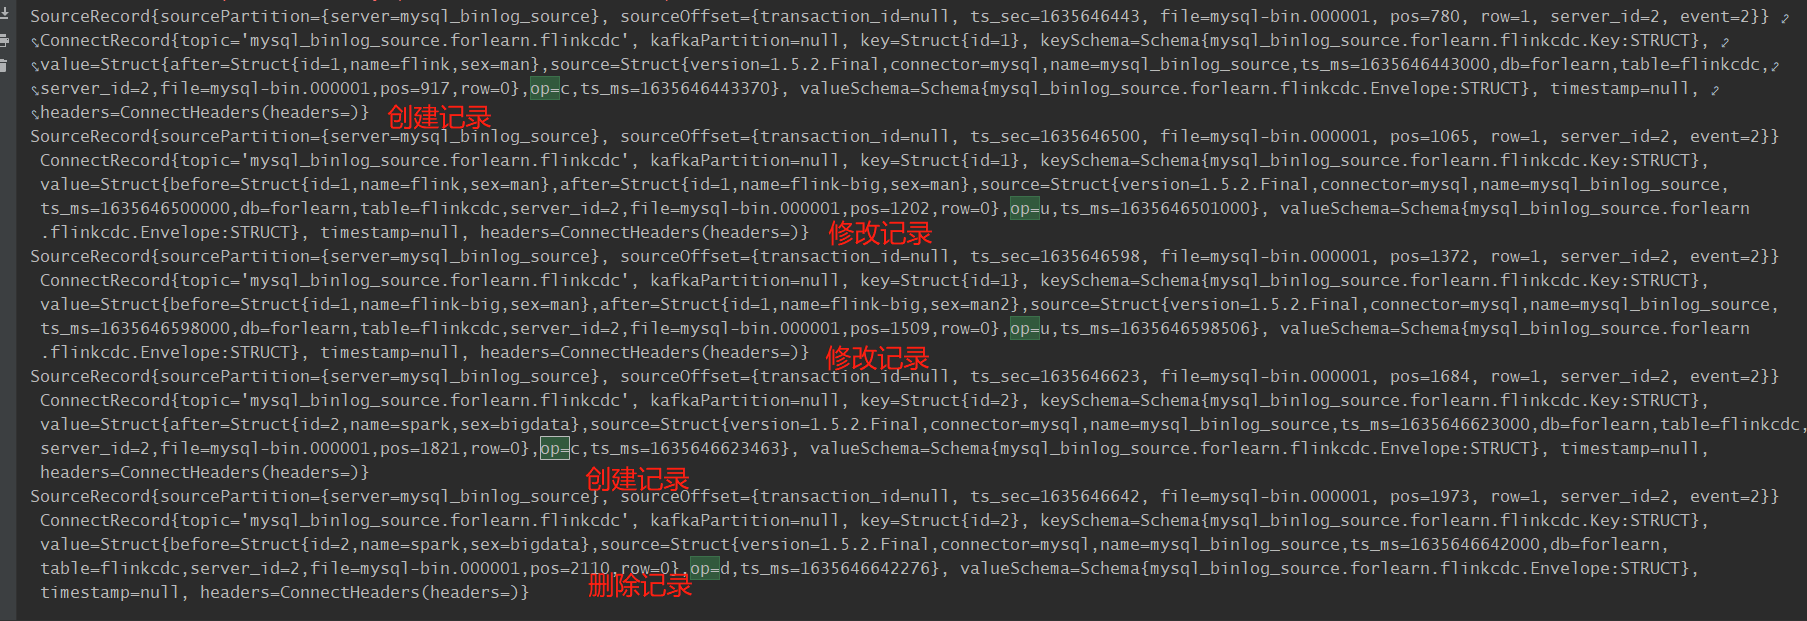 SourceRecord{sourcePartition={server=mysql_binlog_source}, sourceOffset={transaction_id=null, ts_sec=1635646443, file=mysql-bin.000001, pos=780, row=1, server_id=2, event=2}}
ConnectRecord{topic='mysql_binlog_source.forlearn.flinkcdc', kafkaPartition=null, key=Struct{id=1}, keySchema=Schema{mysql_binlog_source.forlearn.flinkcdc.Key:STRUCT},
value=Struct{after=Struct{id=1,name=flink,sex=man},source=Struct{version=1.5.2.Final,connector=mysql,name=mysql_binlog_source,ts_ms=1635646443000,db=forlearn,table=flinkcdc,
server_id=2,file=mysql-bin.000001,pos=917,row=0},op=c,ts_ms=1635646443370}, valueSchema=Schema{mysql_binlog_source.forlearn.flinkcdc.Envelope:STRUCT}, timestamp=null,
headers=ConnectHeaders(headers=)} 创建记录
SourceRecord{sourcePartition={server=mysql_binlog_source}, sourceOffset={transaction_id=null, ts_sec=1635646500, file=mysql-bin.000001, pos=1065, row=1, server_id=2, event=2}}
ConnectRecord{topic='mysql_binlog_source.forlearn.flinkcdc', kafkaPartition=null, key=Struct{id=1}, keySchema=Schema{mysql_binlog_source.forlearn.flinkcdc.Key:STRUCT},
value=Struct{before=Struct{id=1,name=flink,sex=man},after=Struct{id=1,name=flink-big,sex=man},source=Struct{version=1.5.2.Final,connector=mysql,name=mysql_binlog_source,
ts_ms=1635646500000,db=forlearn,table=flinkcdc,server_id=2,file=mysql-bin.000001,pos=1202,row=0},op=u,ts_ms=1635646501000}, valueSchema=Schema{mysql_binlog_source.forlearn
.flinkcdc.Envelope:STRUCT}, timestamp=null, headers=ConnectHeaders(headers=)} 修改记录
SourceRecord{sourcePartition={server=mysql_binlog_source}, sourceOffset={transaction_id=null, ts_sec=1635646598, file=mysql-bin.000001, pos=1372, row=1, server_id=2, event=2}}
ConnectRecord{topic='mysql_binlog_source.forlearn.flinkcdc', kafkaPartition=null, key=Struct{id=1}, keySchema=Schema{mysql_binlog_source.forlearn.flinkcdc.Key:STRUCT},
value=Struct{before=Struct{id=1,name=flink-big,sex=man},after=Struct{id=1,name=flink-big,sex=man2},source=Struct{version=1.5.2.Final,connector=mysql,name=mysql_binlog_source,
ts_ms=1635646598000,db=forlearn,table=flinkcdc,server_id=2,file=mysql-bin.000001,pos=1509,row=0},op=u,ts_ms=1635646598506}, valueSchema=Schema{mysql_binlog_source.forlearn
.flinkcdc.Envelope:STRUCT}, timestamp=null, headers=ConnectHeaders(headers=)} 修改记录
SourceRecord{sourcePartition={server=mysql_binlog_source}, sourceOffset={transaction_id=null, ts_sec=1635646623, file=mysql-bin.000001, pos=1684, row=1, server_id=2, event=2}}
ConnectRecord{topic='mysql_binlog_source.forlearn.flinkcdc', kafkaPartition=null, key=Struct{id=2}, keySchema=Schema{mysql_binlog_source.forlearn.flinkcdc.Key:STRUCT},
value=Struct{after=Struct{id=2,name=spark,sex=bigdata},source=Struct{version=1.5.2.Final,connector=mysql,name=mysql_binlog_source,ts_ms=1635646623000,db=forlearn,table=flinkcdc,
server_id=2,file=mysql-bin.000001,pos=1821,row=0},op=c,ts_ms=1635646623463}, valueSchema=Schema{mysql_binlog_source.forlearn.flinkcdc.Envelope:STRUCT}, timestamp=null,
headers=ConnectHeaders(headers=)} 创建记录
SourceRecord{sourcePartition={server=mysql_binlog_source}, sourceOffset={transaction_id=null, ts_sec=1635646642, file=mysql-bin.000001, pos=1973, row=1, server_id=2, event=2}}
ConnectRecord{topic='mysql_binlog_source.forlearn.flinkcdc', kafkaPartition=null, key=Struct{id=2}, keySchema=Schema{mysql_binlog_source.forlearn.flinkcdc.Key:STRUCT},
value=Struct{before=Struct{id=2,name=spark,sex=bigdata},source=Struct{version=1.5.2.Final,connector=mysql,name=mysql_binlog_source,ts_ms=1635646642000,db=forlearn,
table=flinkcdc,server_id=2,file=mysql-bin.000001,pos=2110,row=0},op=d,ts_ms=1635646642276}, valueSchema=Schema{mysql_binlog_source.forlearn.flinkcdc.Envelope:STRUCT},
timestamp=null, headers=ConnectHeaders(headers=)} 删除记录